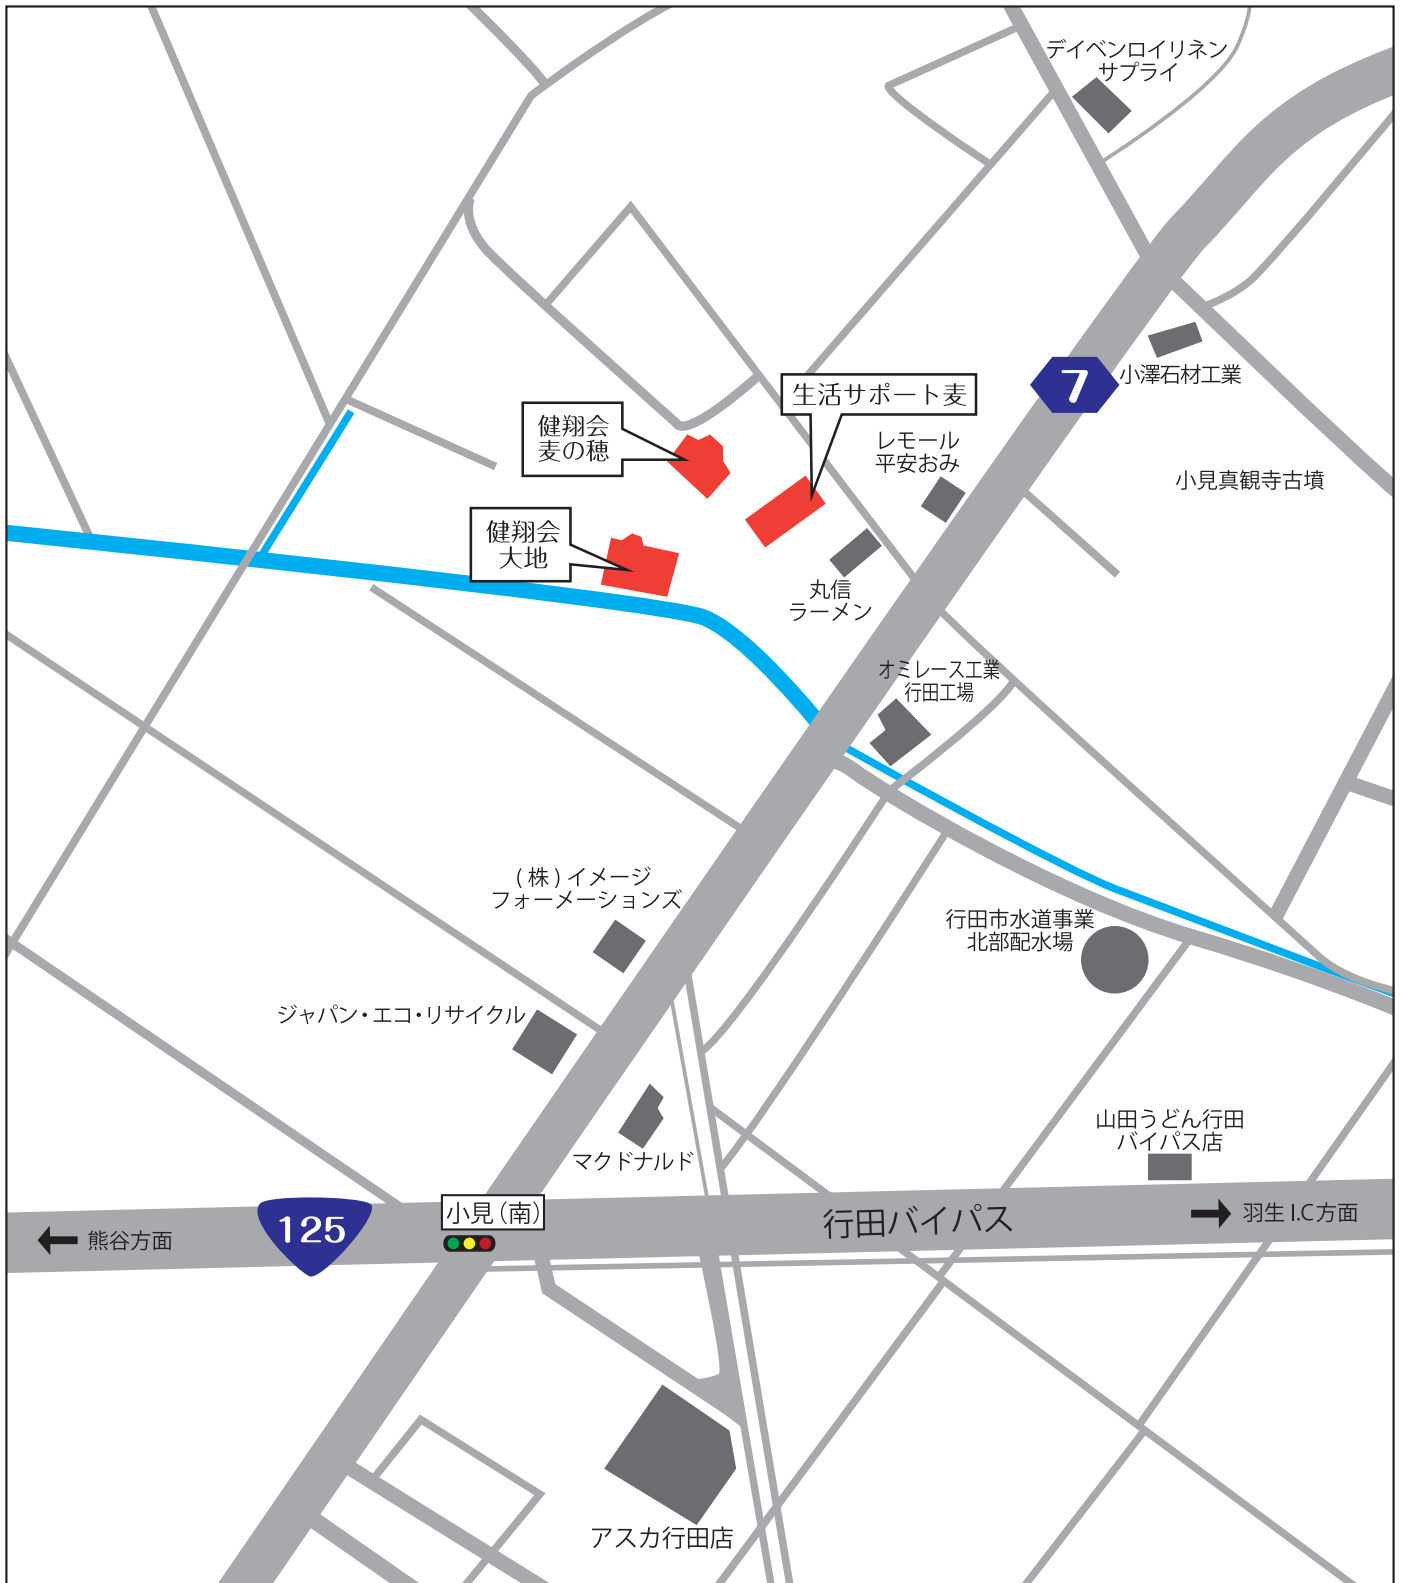 デイベンロイリネン
サプライ
7
小澤石材工業
生活サポート麦
健翔会
麦の穂
レモール
平安おみ
小見真観寺古墳
健翔会
大地
丸信
ラーメン
オミレース工業
行田工場
(株)イメージ
フォーメーションズ
行田市水道事業
北部配水場
ジャパン・エコ・リサイクル
マクドナルド
山田うどん行田
バイパス店
小見(南)
行田バイパス
羽生I.C方面
熊谷方面
125
アスカ行田店